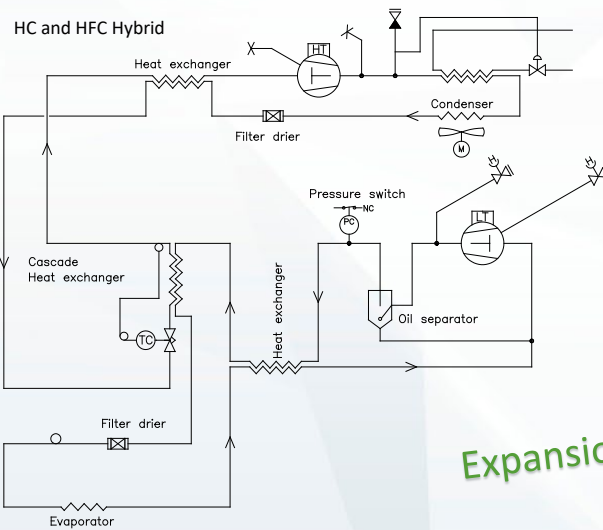 HC and HFC Hybrid
HT
Heat exchanger
Condenser
Filter drier
M
Pressure switch
NC
PC
LT
Cascade
Heat exchanger
Heat exchanger
Oil separator
TC
Filter drier
Expansio
Evaporator